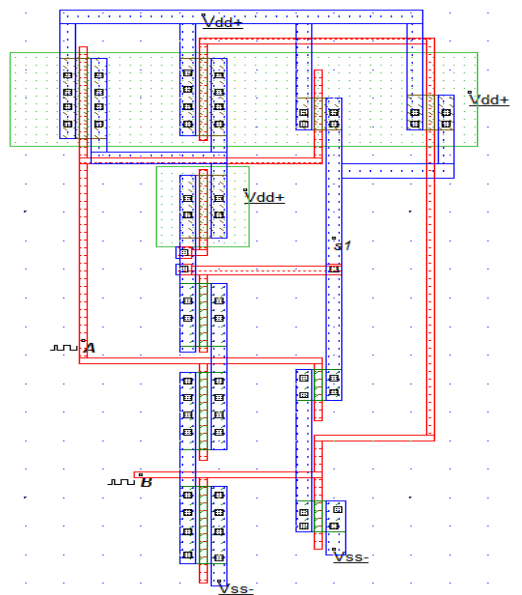 Vdd+
Vdd+
Vdd+
s1
A
B
Vss-
Vss-